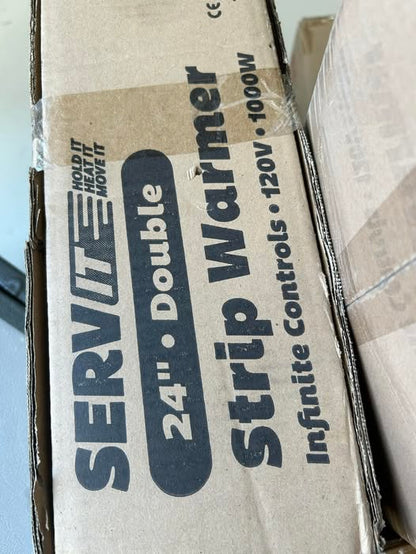 SERVIT
HOLD IT
HEAT IT
MOVE IT
24" • Double
Strip Warmer
Infinite Controls • 120V • 1000W
CE